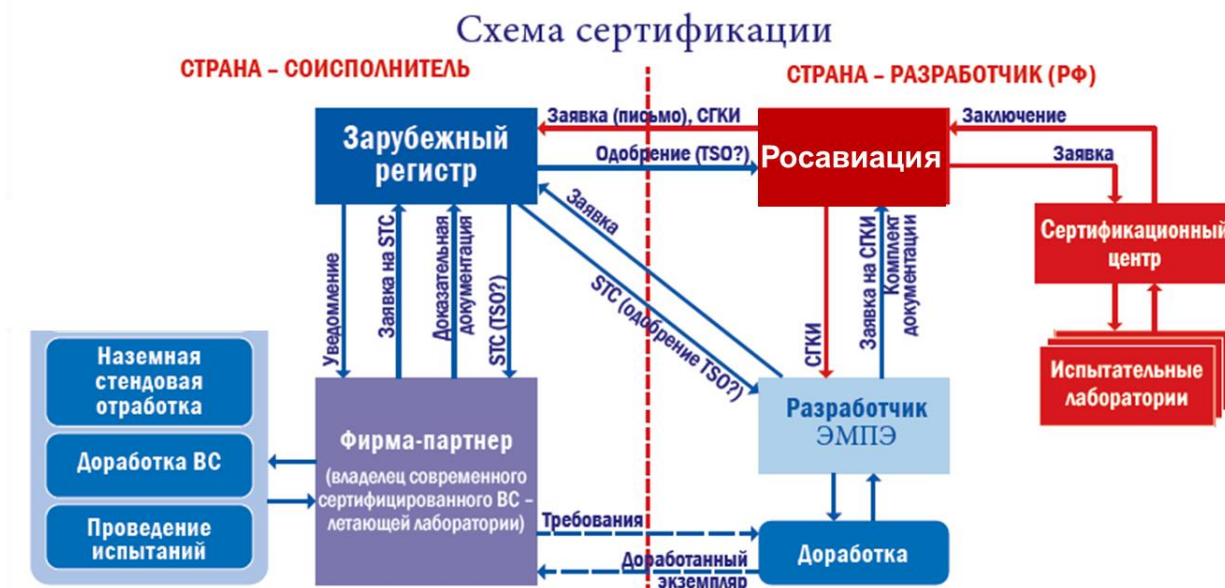 Схема сертификации
СТРАНА – СОИСПОЛНИТЕЛЬ
СТРАНА – РАЗРАБОТЧИК (РФ)
Зарубежный
регистр
Заявка (письмо), СГКИ
Одобрение (TSO?)
Росавиация
Заключение
Заявка
Сертификационный
центр
Испытательные
лаборатории
Уведомление
Заявка на STC
Доказательная
документация
STC (TSO?)
Заявка
STC (одобрение TSO?)
СГКИ
Заявка на СГКИ
Комплект
документации
Наземная
стендовая
отработка
Доработка ВС
Проведение
испытаний
Фирма-партнер
(владелец современного
сертифицированного ВС –
летающей лаборатории)
Разработчик
ЭМПЭ
Требования
Доработанный
экземпляр
Доработка